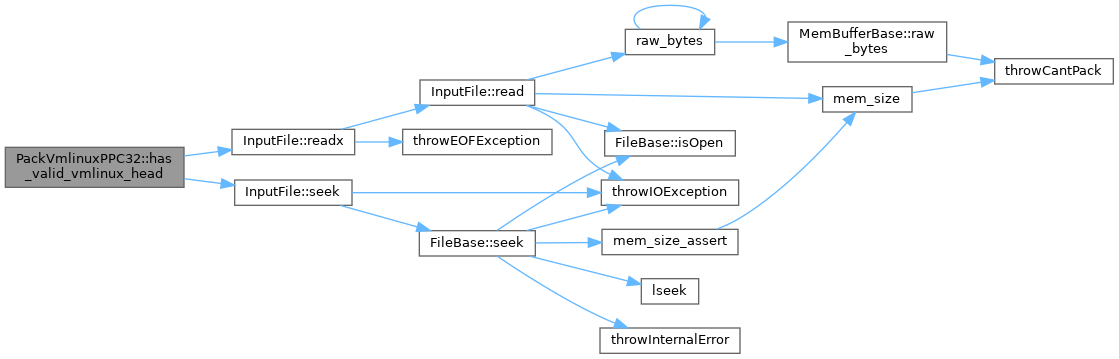 PackVmlinuxPPC32::has
_valid_vmlinux_head
InputFile::readx
InputFile::seek
InputFile::read
throwEOFException
FileBase::seek
raw_bytes
FileBase::isOpen
throwIOException
mem_size_assert
lseek
throwInternalError
MemBufferBase::raw
_bytes
mem_size
throwCantPack